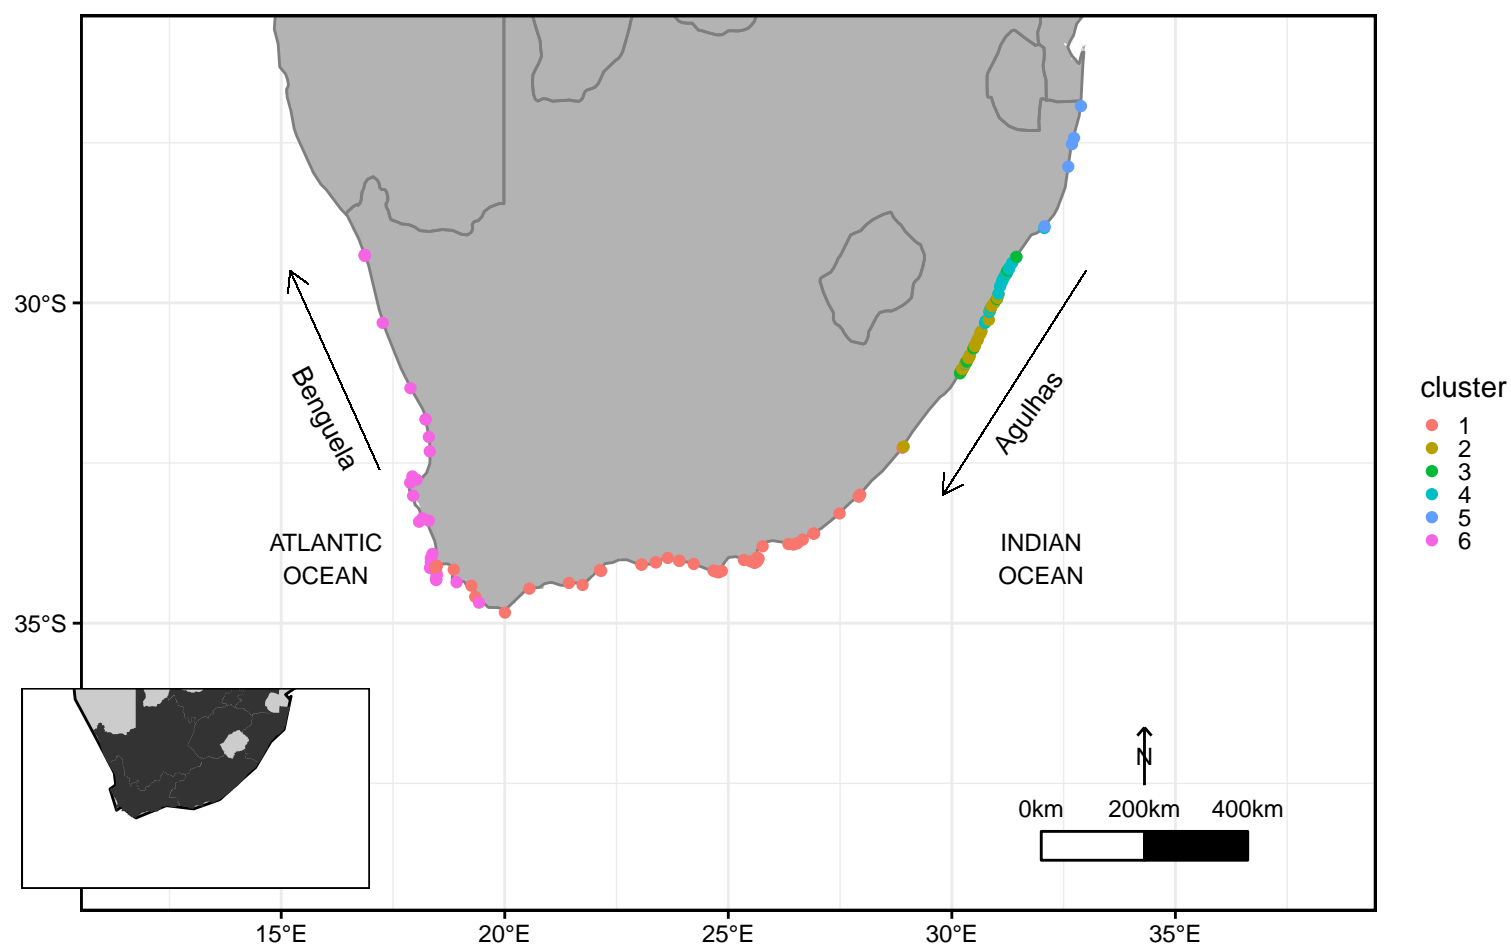 30°S
35°S
Benguela
Agulhas
ATLANTIC
OCEAN
INDIAN
OCEAN
N
0km 200km 400km
15°E 20°E 25°E 30°E 35°E
cluster
1
2
3
4
5
6